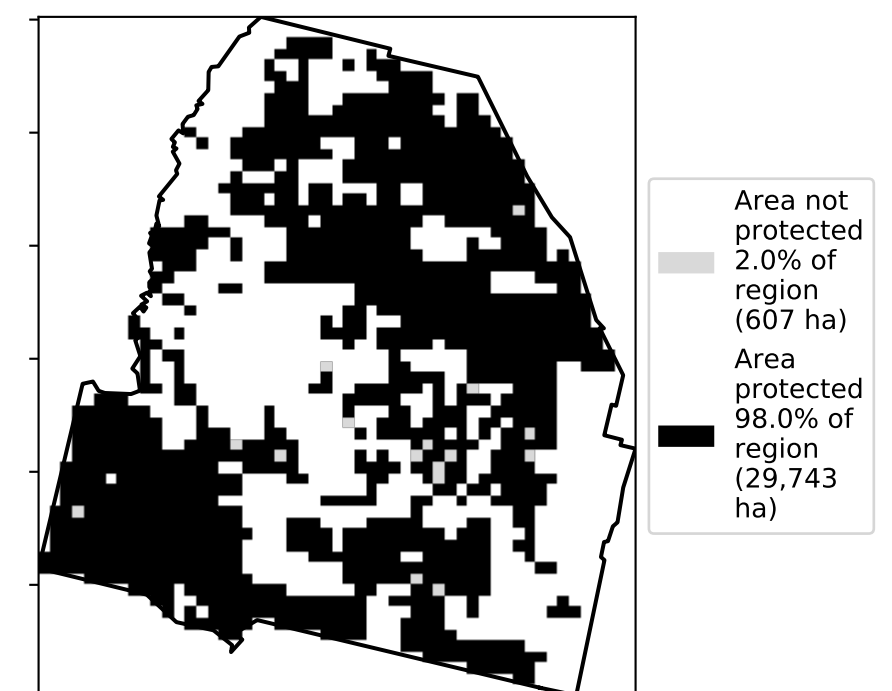 Area not
protected
2.0% of
region
(607 ha)
Area
protected
98.0% of
region
(29,743
ha)